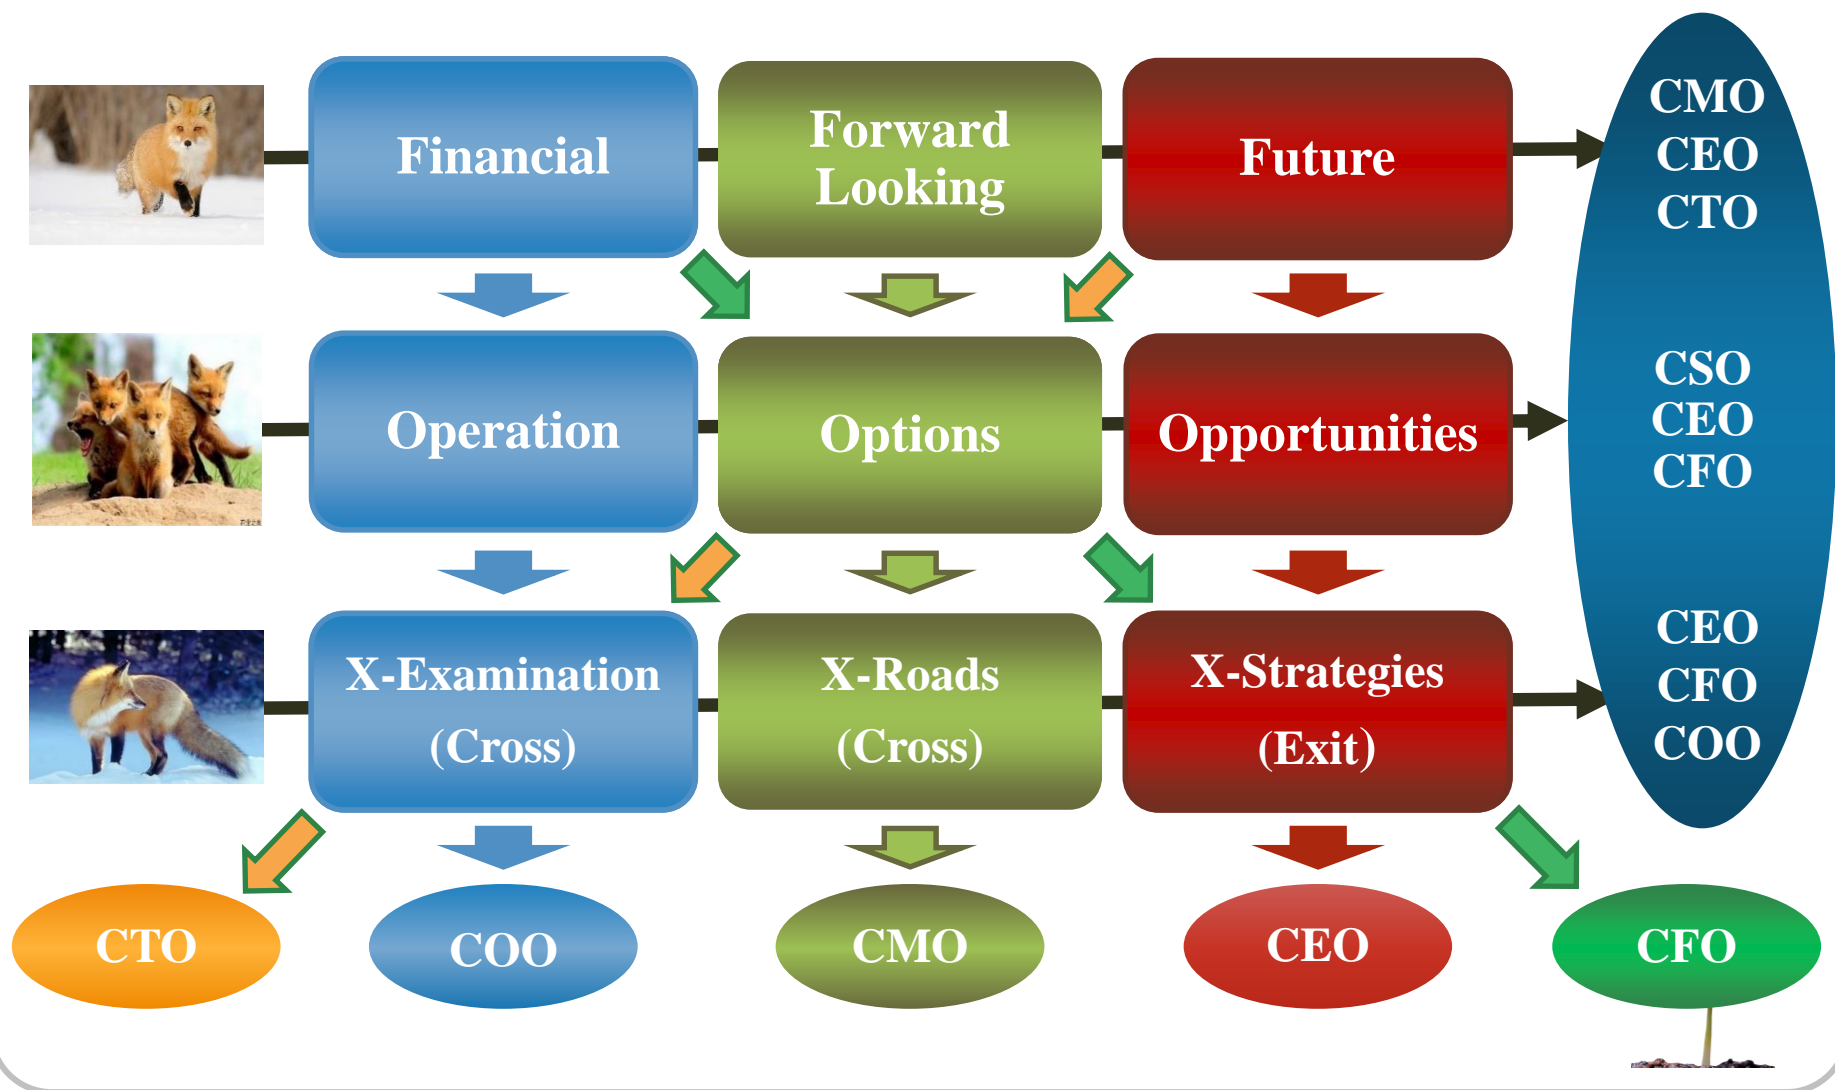 Financial
Forward
Looking
Future
CMO
CEO
CTO
Operation
Options
Opportunities
CSO
CEO
CFO
X-Examination
(Cross)
X-Roads
(Cross)
X-Strategies
(Exit)
CEO
CFO
COO
CTO
COO
CMO
CEO
CFO